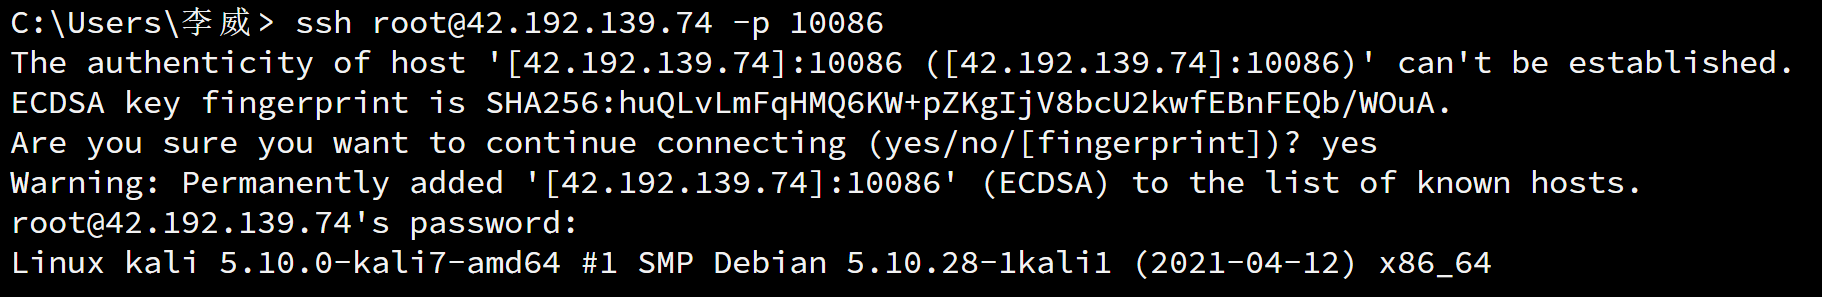 C:\Users\李威> ssh root@42.192.139.74 -p 10086
The authenticity of host '[42.192.139.74]:10086 ([42.192.139.74]:10086)' can't be established.
ECDSA key fingerprint is SHA256:huQLvLmFqHMQ6KW+pZKgIjV8bcU2kwfEBnFEQb/WOuA.
Are you sure you want to continue connecting (yes/no/[fingerprint])? yes
Warning: Permanently added '[42.192.139.74]:10086' (ECDSA) to the list of known hosts.
root@42.192.139.74's password:
Linux kali 5.10.0-kali7-amd64 #1 SMP Debian 5.10.28-1kali1 (2021-04-12) x86_64